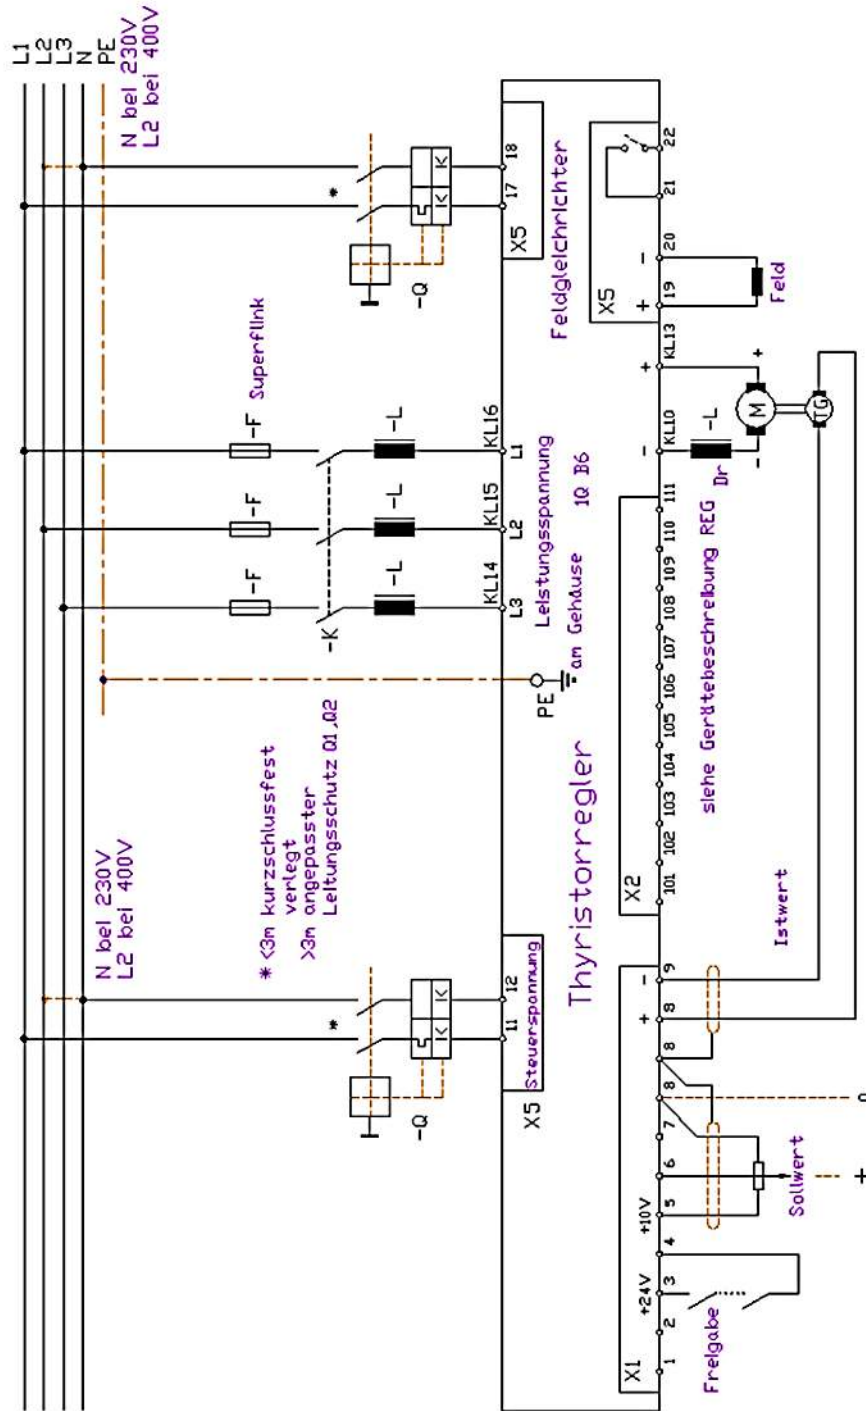 L1
L2
L3
N
PE
N bei 230V
L2 bei 400V
N bei 230V
L2 bei 400V
* <3m kurzschlussfest
verlegt
>3m angepasster
Leitungsschutz Q1,Q2
*
-Q
11
12
Steuerspannung
X5
-F
-F
-F
Superflink
-K
-L
-L
-L
KL14
KL15
KL16
L3
L2
L1
Leistungsspannung
PE
am Gehäuse
1Q B6
*
-Q
17
18
X5
Feldgleichrichter
Thyristorregler
X1
+24V
+10V
+
-
1
2
3
4
5
6
7
8
8
8
9
Freigabe
Sollwert
+
0
Istwert
X2
101
102
103
104
105
106
107
108
109
110
111
siehe Gerätebeschreibung REG
-
+
KL10
KL13
Dr
-L
-
M
+
TG
X5
+
-
19
20
21
22
Feld